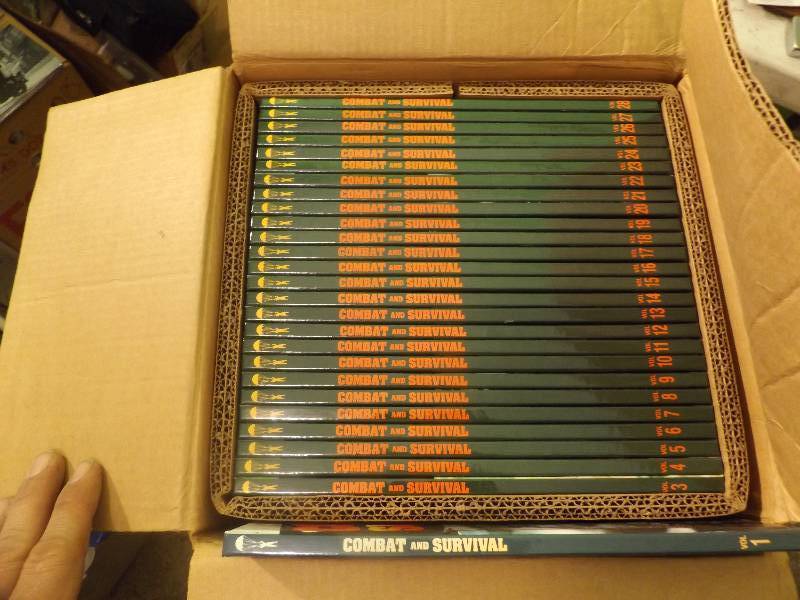 COMBAT AND SURVIVAL VOL 28
COMBAT AND SURVIVAL VOL 27
COMBAT AND SURVIVAL VOL 26
COMBAT AND SURVIVAL VOL 25
COMBAT AND SURVIVAL VOL 24
COMBAT AND SURVIVAL VOL 23
COMBAT AND SURVIVAL VOL 22
COMBAT AND SURVIVAL VOL 21
COMBAT AND SURVIVAL VOL 20
COMBAT AND SURVIVAL VOL 19
COMBAT AND SURVIVAL VOL 18
COMBAT AND SURVIVAL VOL 17
COMBAT AND SURVIVAL VOL 16
COMBAT AND SURVIVAL VOL 15
COMBAT AND SURVIVAL VOL 14
COMBAT AND SURVIVAL VOL 13
COMBAT AND SURVIVAL VOL 12
COMBAT AND SURVIVAL VOL 11
COMBAT AND SURVIVAL VOL 10
COMBAT AND SURVIVAL VOL 9
COMBAT AND SURVIVAL VOL 8
COMBAT AND SURVIVAL VOL 7
COMBAT AND SURVIVAL VOL 6
COMBAT AND SURVIVAL VOL 5
COMBAT AND SURVIVAL VOL 4
COMBAT AND SURVIVAL VOL 3
COMBAT AND SURVIVAL VOL 1